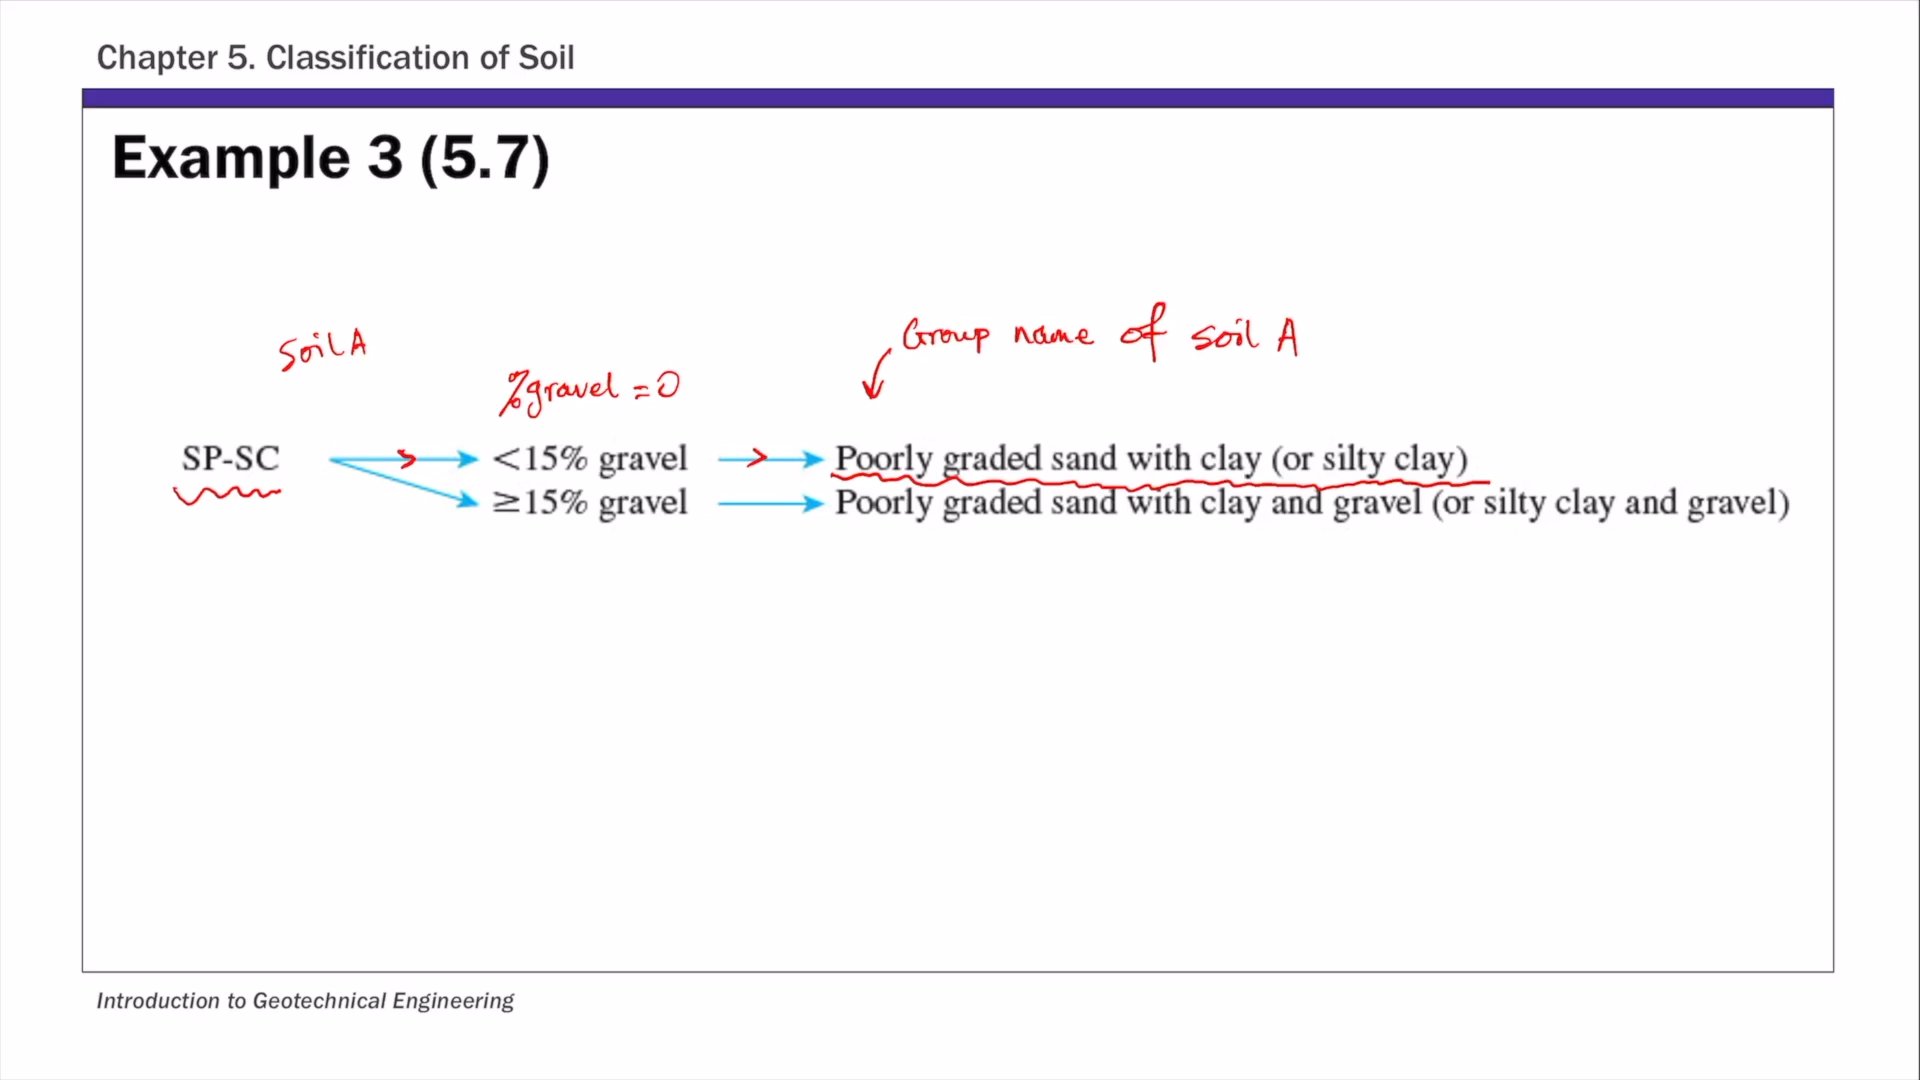 Chapter 5. Classification of Soil
Example 3 (5.7)
Soil A
Group name of soil A
%gravel = 0
SP-SC <15% gravel Poorly graded sand with clay (or silty clay)
≥15% gravel Poorly graded sand with clay and gravel (or silty clay and gravel)
Introduction to Geotechnical Engineering